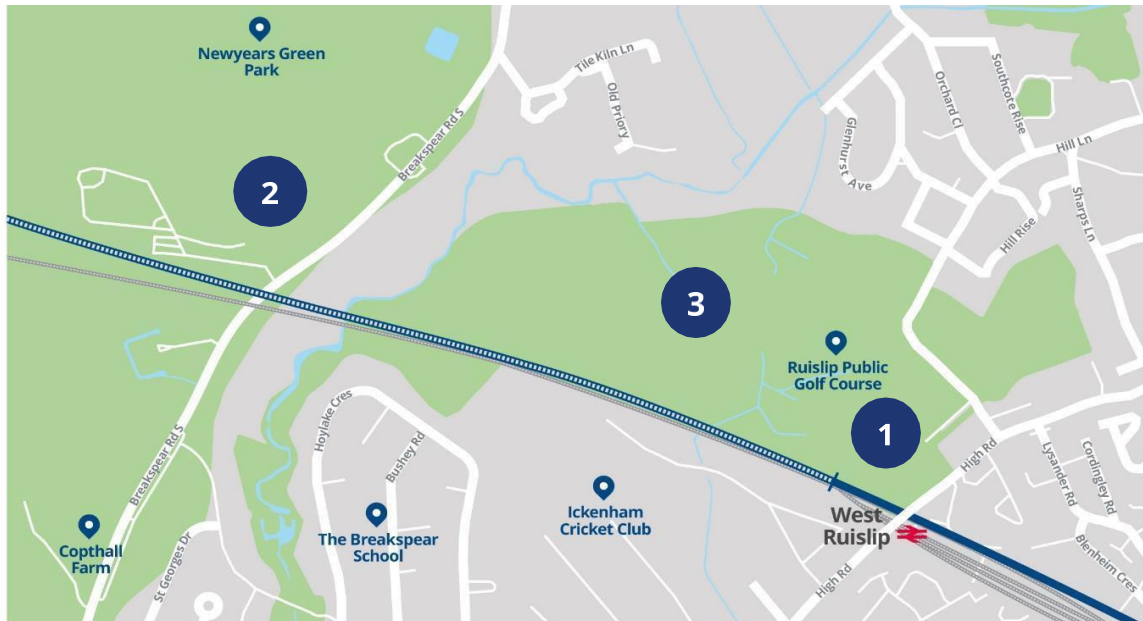 Newyears Green
Park
Tile Kiln Ln
Old Priory
Breakspear Rd S
Southcote Rise
Orchard Cl
Glenhurst Ave
Hill Ln
Sharps Ln
Hill Rise
2
3
Ruislip Public
Golf Course
1
Hoylake Cres
Bushey Rd
High Rd
Lysander Rd
Cordingley Rd
Breakspear Rd S
Ickenham
Cricket Club
West
Ruislip
The Breakspear
School
Copthall
Farm
St Georges Dr
High Rd
Blenheim Cres